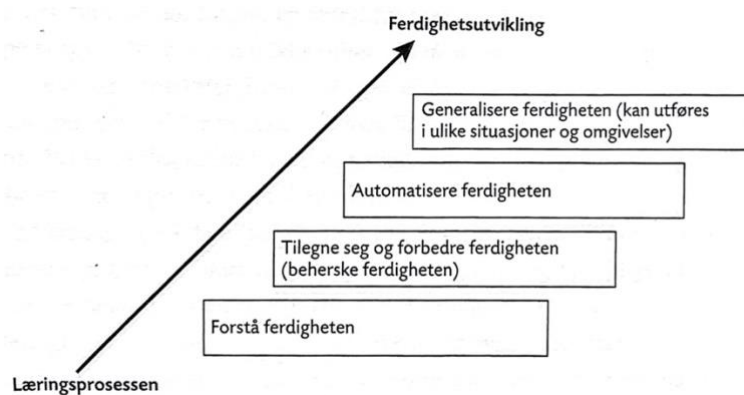 Ferdighetsutvikling
Generalisere ferdigheten (kan utføres
i ulike situasjoner og omgivelser)
Automatisere ferdigheten
Tilegne seg og forbedre ferdigheten
(beherske ferdigheten)
Forstå ferdigheten
Læringsprosessen